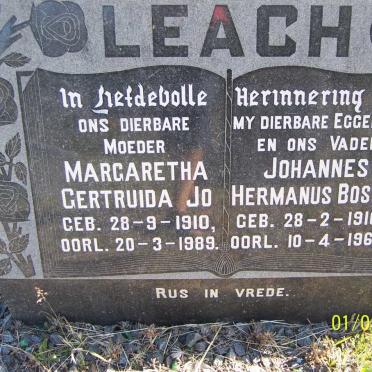 LEACH
In Liefdevolle Herinnering
ONS DIERBARE
MOEDER
MARGARETHA
GERTRUIDA JO
GEB. 28-9-1910,
OORL. 20-3-1989.
MY DIERBARE EGGE
EN ONS VADE
JOHANNES
HERMANUS BOS
GEB. 28-2-191
OORL. 10-4-196
RUS IN VREDE.
01/0